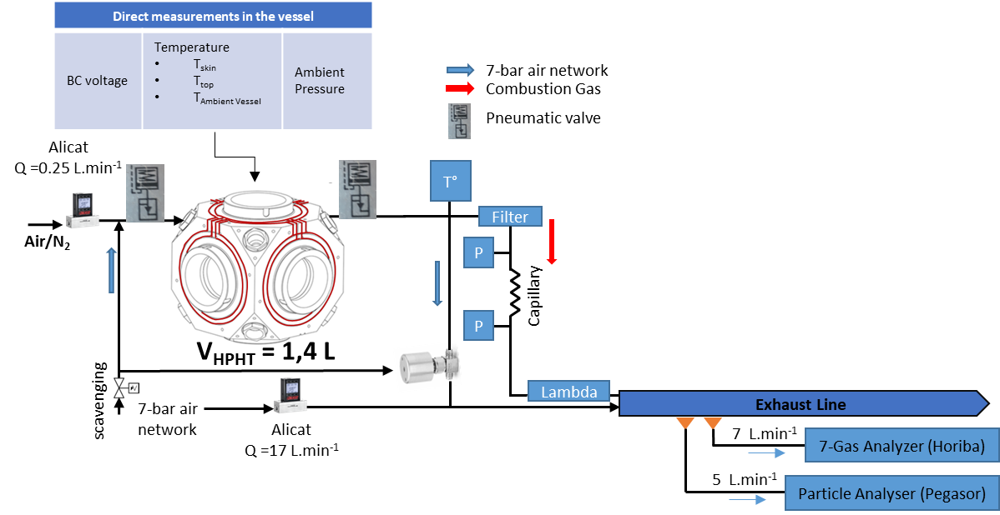 Direct measurements in the vessel
BC voltage
Temperature
• T_skin
• T_top
• T_Ambient Vessel
Ambient
Pressure
7-bar air network
Combustion Gas
Pneumatic valve
Alicat
Q =0.25 L.min⁻¹
Air/N₂
T°
Filter
P
Capillary
P
V_HPHT = 1,4 L
scavenging
7-bar air
network
Alicat
Q =17 L.min⁻¹
Lambda
Exhaust Line
7 L.min⁻¹
7-Gas Analyzer (Horiba)
5 L.min⁻¹
Particle Analyser (Pegasor)